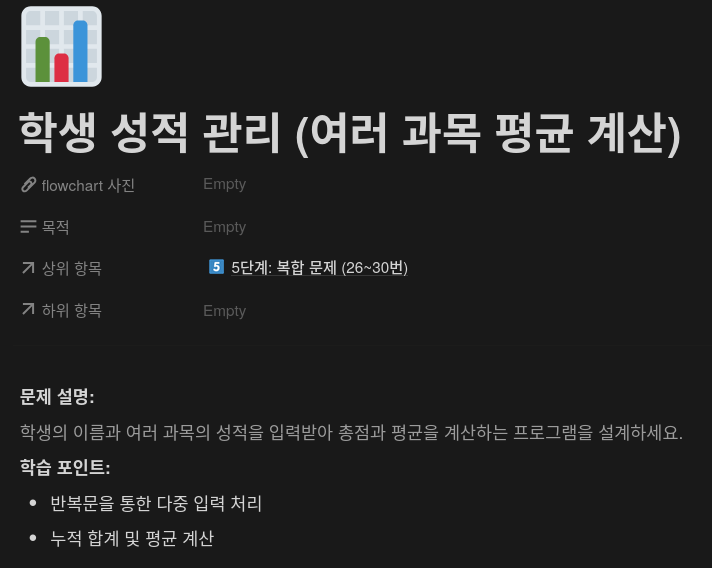 학생 성적 관리 (여러 과목 평균 계산)
flowchart 사진 Empty
목적 Empty
상위 항목 5 5단계: 복합 문제 (26~30번)
하위 항목 Empty
문제 설명:
학생의 이름과 여러 과목의 성적을 입력받아 총점과 평균을 계산하는 프로그램을 설계하세요.
학습 포인트:
• 반복문을 통한 다중 입력 처리
• 누적 합계 및 평균 계산